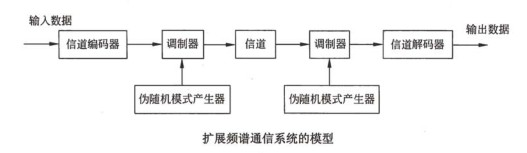 输入数据
输出数据
信道编码器
调制器
信道
调制器
信道解码器
伪随机模式产生器
伪随机模式产生器
扩展频谱通信系统的模型